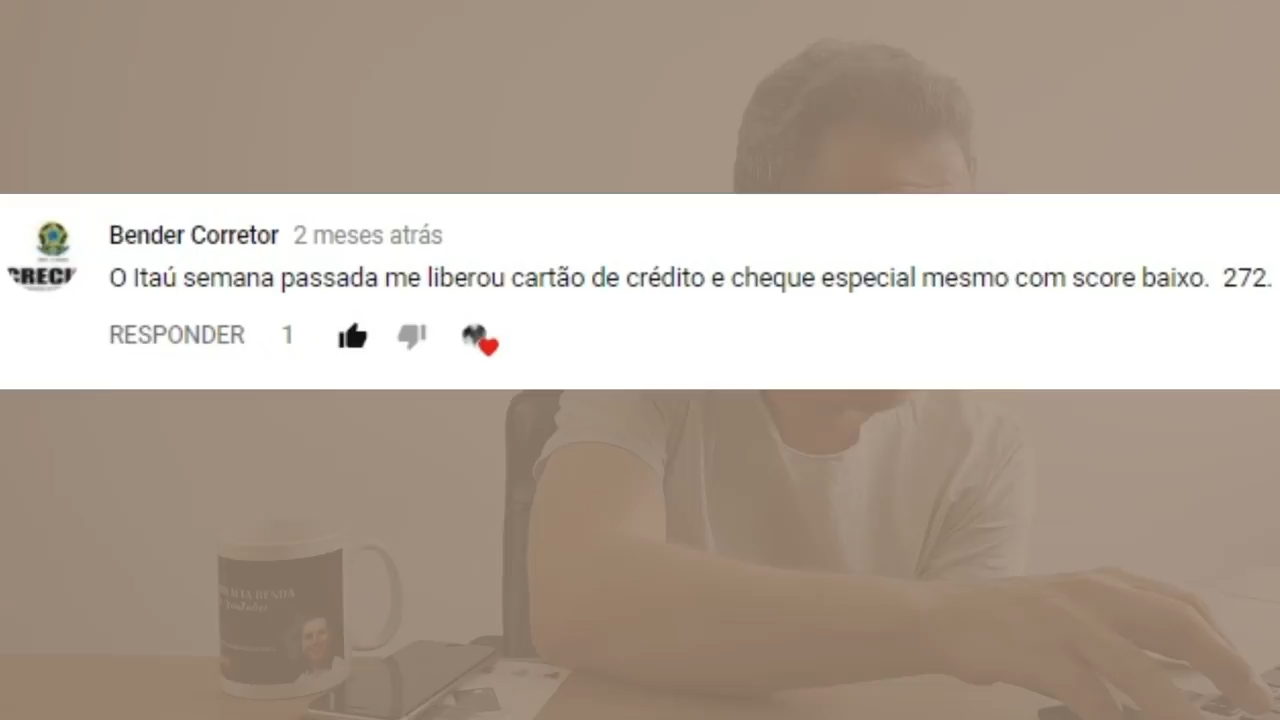 Bender Corretor 2 meses atrás
CRECI
O Itaú semana passada me liberou cartão de crédito e cheque especial mesmo com score baixo. 272.
RESPONDER 1